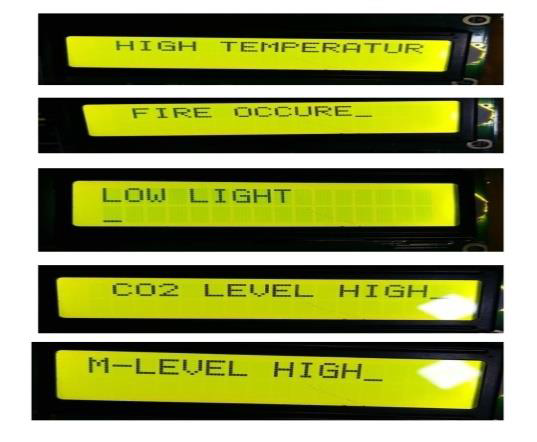 HIGH TEMPERATUR
FIRE OCCURE_
LOW LIGHT
_
CO2 LEVEL HIGH_
M-LEVEL HIGH_